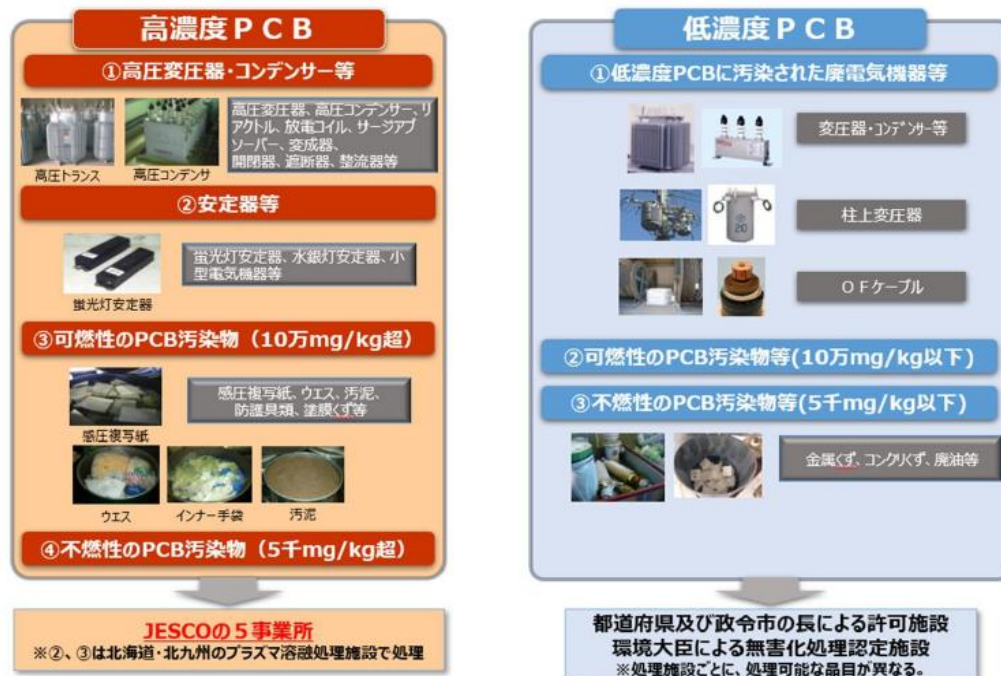 高濃度ＰＣＢ
①高圧変圧器・コンデンサー等
高圧変圧器、高圧コンデンサー、リ
アクトル、放電コイル、サージアブ
ソーバー、変成器、
開閉器、遮断器、整流器等
高圧トランス
高圧コンデンサ
②安定器等
蛍光灯安定器、水銀灯安定器、小
型電気機器等
蛍光灯安定器
③可燃性のPCB汚染物（10万mg/kg超）
感圧複写紙、ウエス、汚泥、
防護具類、塗膜くず等
感圧複写紙
ウエス
インナー手袋
汚泥
④不燃性のPCB汚染物（5千mg/kg超）
JESCOの５事業所
※②、③は北海道・北九州のプラズマ溶融処理施設で処理
低濃度ＰＣＢ
①低濃度PCBに汚染された廃電気機器等
変圧器・ｺﾝﾃﾞﾝｻｰ等
柱上変圧器
20
ＯＦケーブル
②可燃性のPCB汚染物等(10万mg/kg以下)
③不燃性のPCB汚染物等(5千mg/kg以下)
金属くず、コンクリくず、廃油等
都道府県及び政令市の長による許可施設
環境大臣による無害化処理認定施設
※処理施設ごとに、処理可能な品目が異なる。